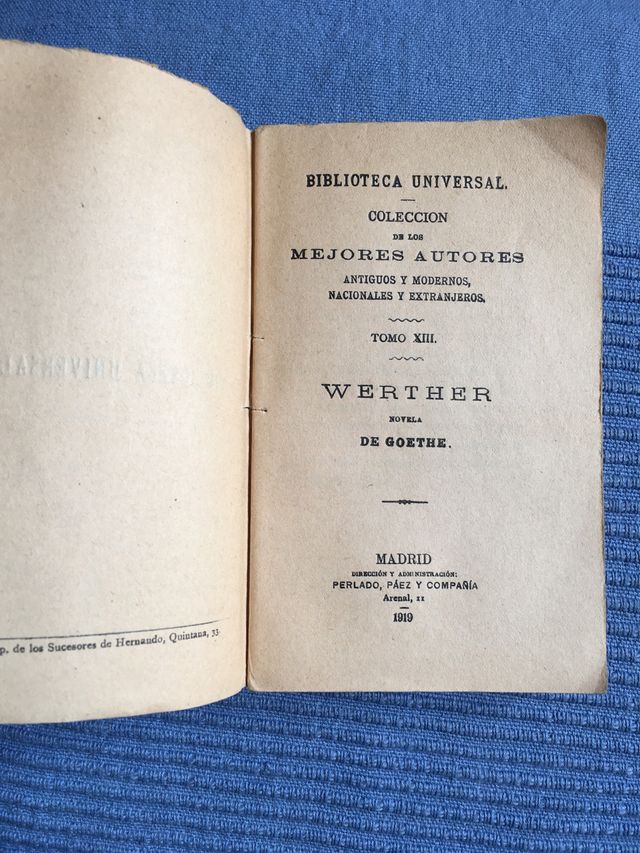 p. de los Sucesores de Hernando, Quintana, 33
BIBLIOTECA UNIVERSAL.
COLECCION
DE LOS
MEJORES AUTORES
ANTIGUOS Y MODERNOS,
NACIONALES Y EXTRANJEROS.
TOMO XIII.
WERTHER
NOVELA
DE GOETHE.
MADRID
DIRECCIÓN Y ADMINISTRACIÓN:
PERLADO, PÁEZ Y COMPAÑÍA
Arenal, 11
1919